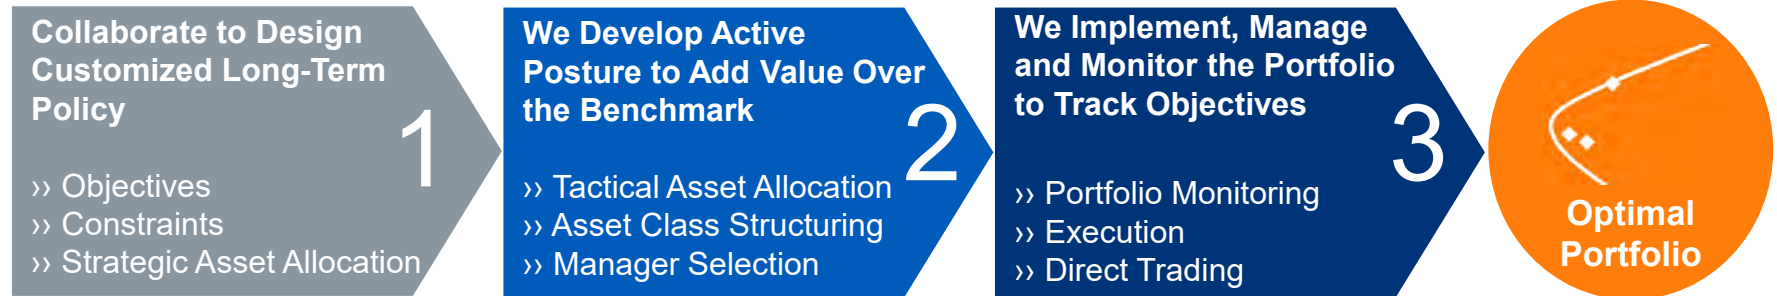 Collaborate to Design
Customized Long-Term
Policy
1
›› Objectives
›› Constraints
›› Strategic Asset Allocation
We Develop Active
Posture to Add Value Over
the Benchmark
2
›› Tactical Asset Allocation
›› Asset Class Structuring
›› Manager Selection
We Implement, Manage
and Monitor the Portfolio
to Track Objectives
3
›› Portfolio Monitoring
›› Execution
›› Direct Trading
Optimal
Portfolio